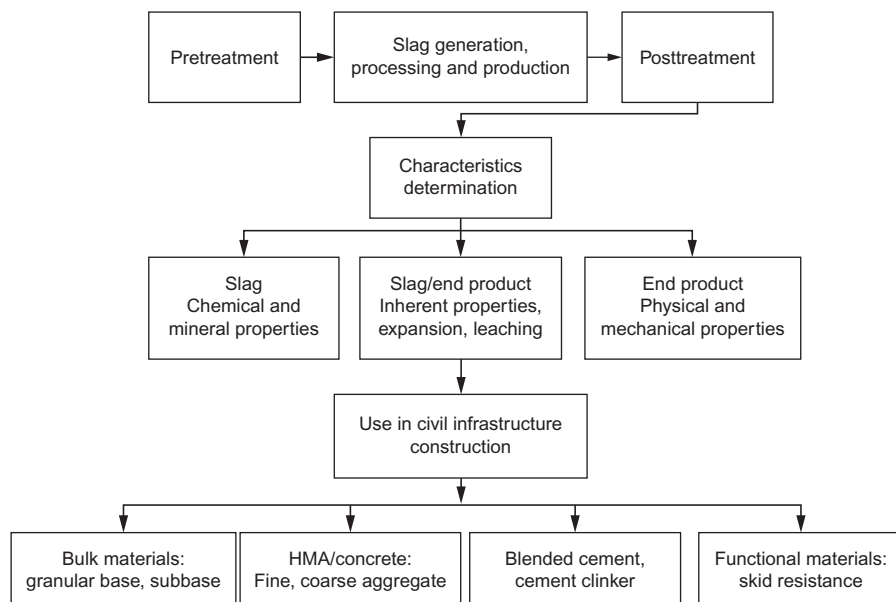 Pretreatment
Slag generation,
processing and production
Posttreatment
Characteristics
determination
Slag
Chemical and
mineral properties
Slag/end product
Inherent properties,
expansion, leaching
End product
Physical and
mechanical properties
Use in civil infrastructure
construction
Bulk materials:
granular base, subbase
HMA/concrete:
Fine, coarse aggregate
Blended cement,
cement clinker
Functional materials:
skid resistance